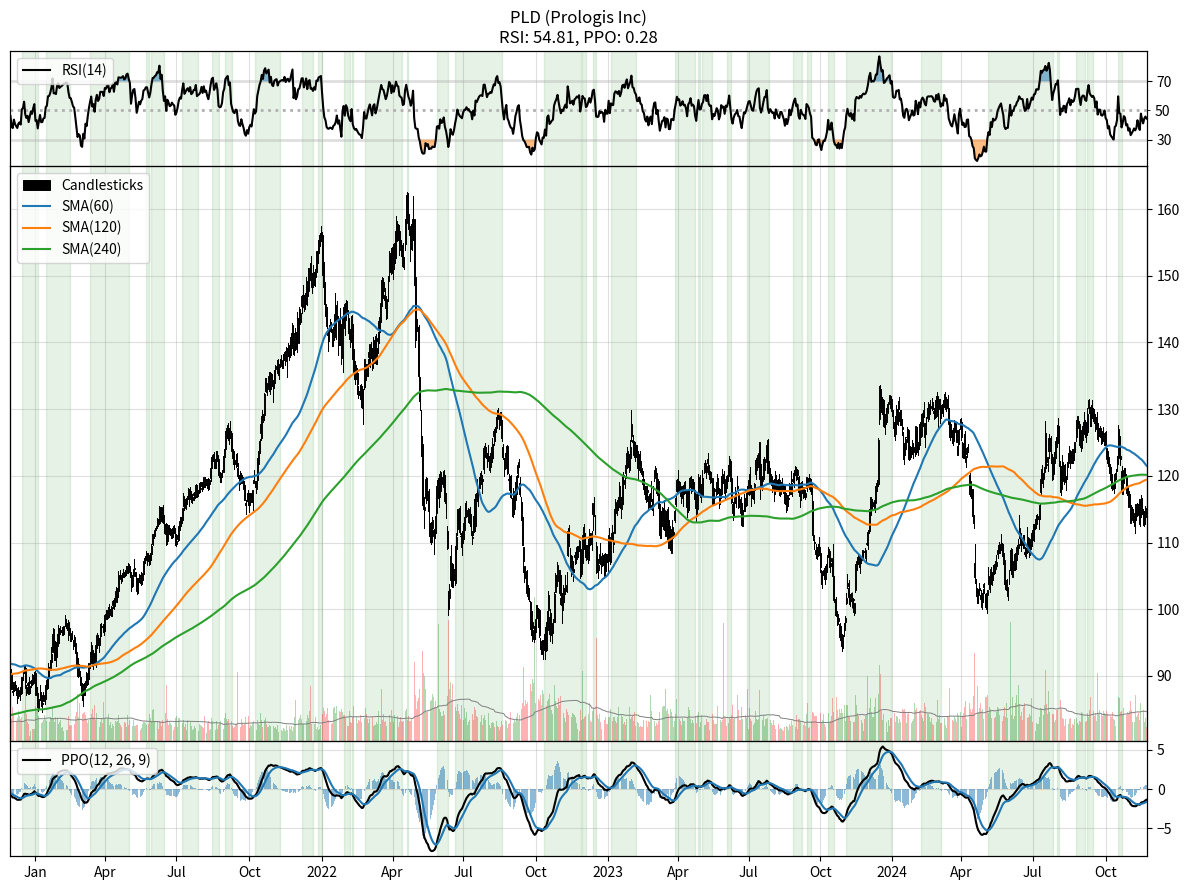 PLD (Prologis Inc)
RSI: 54.81, PPO: 0.28
RSI(14)
70
50
30
Candlesticks
SMA(60)
SMA(120)
SMA(240)
160
150
140
130
120
110
100
90
PPO(12, 26, 9)
5
0
−5
Jan Apr Jul Oct 2022 Apr Jul Oct 2023 Apr Jul Oct 2024 Apr Jul Oct